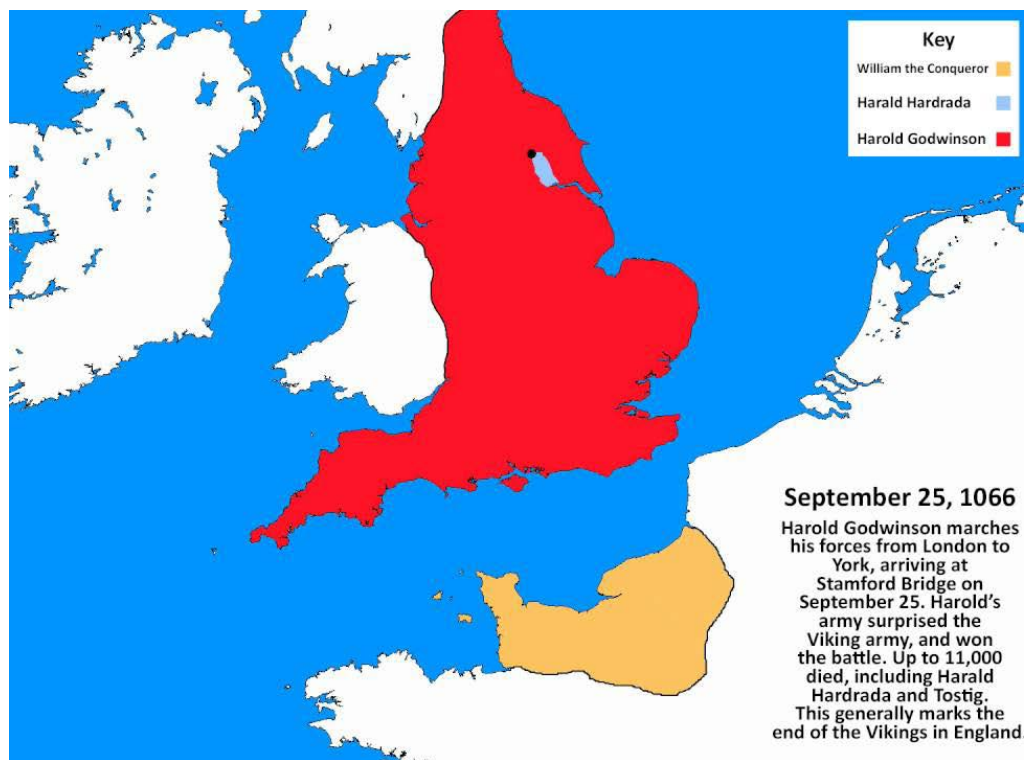 Key
William the Conqueror
Harald Hardrada
Harold Godwinson
September 25, 1066
Harold Godwinson marches
his forces from London to
York, arriving at
Stamford Bridge on
September 25. Harold's
army surprised the
Viking army, and won
the battle. Up to 11,000
died, including Harald
Hardrada and Tostig.
This generally marks the
end of the Vikings in England.